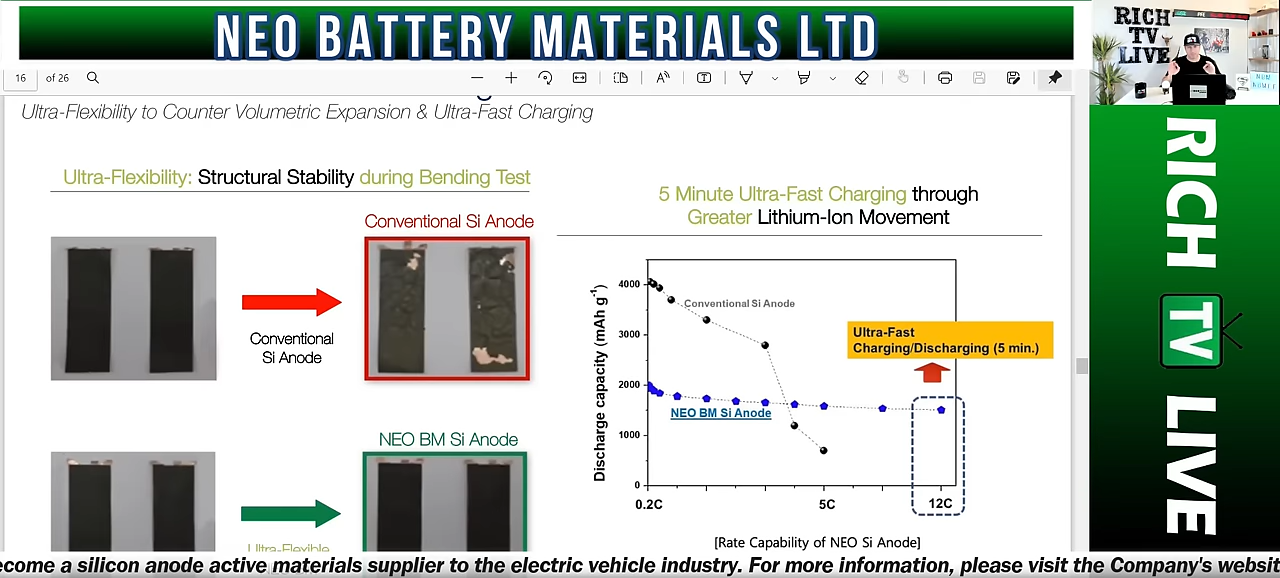 NEO BATTERY MATERIALS LTD
RICH
TV
LIVE
16 of 26
Ultra-Flexibility to Counter Volumetric Expansion & Ultra-Fast Charging
Ultra-Flexibility: Structural Stability during Bending Test
Conventional Si Anode
Conventional
Si Anode
NEO BM Si Anode
Ultra-Flexible
5 Minute Ultra-Fast Charging through
Greater Lithium-Ion Movement
Discharge capacity (mAh g⁻¹)
4000
3000
2000
1000
0
0.2C
5C
12C
Conventional Si Anode
NEO BM Si Anode
Ultra-Fast
Charging/Discharging (5 min.)
[Rate Capability of NEO Si Anode]
RICH TV LIVE
ecome a silicon anode active materials supplier to the electric vehicle industry. For more information, please visit the Company's websit